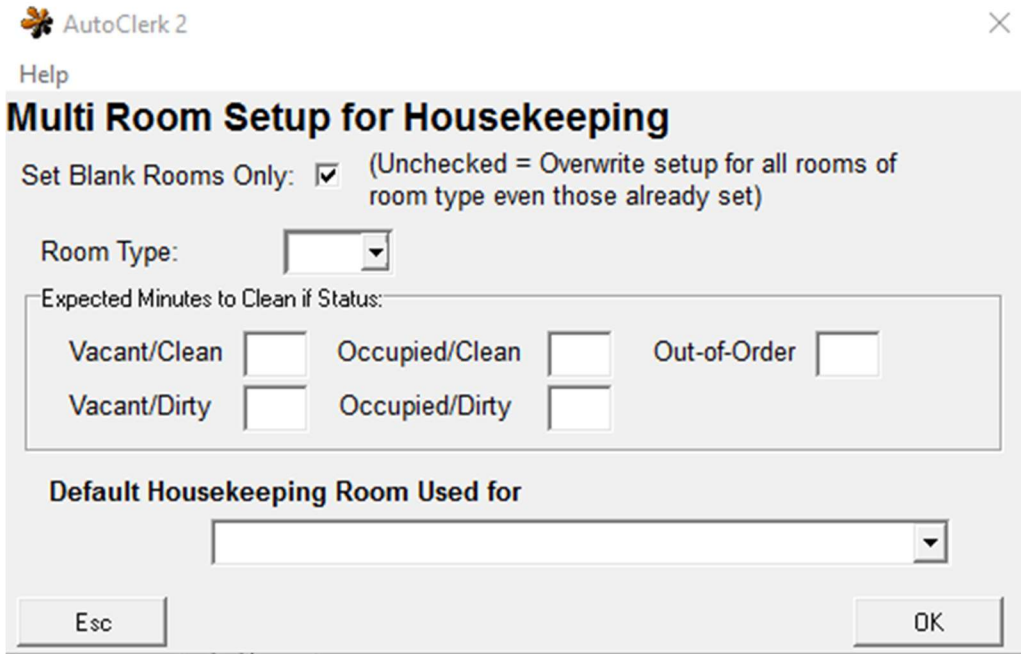 AutoClerk 2
Help
Multi Room Setup for Housekeeping
Set Blank Rooms Only: (Unchecked = Overwrite setup for all rooms of
room type even those already set)
Room Type:
Expected Minutes to Clean if Status:
Vacant/Clean Occupied/Clean Out-of-Order
Vacant/Dirty Occupied/Dirty
Default Housekeeping Room Used for
Esc OK